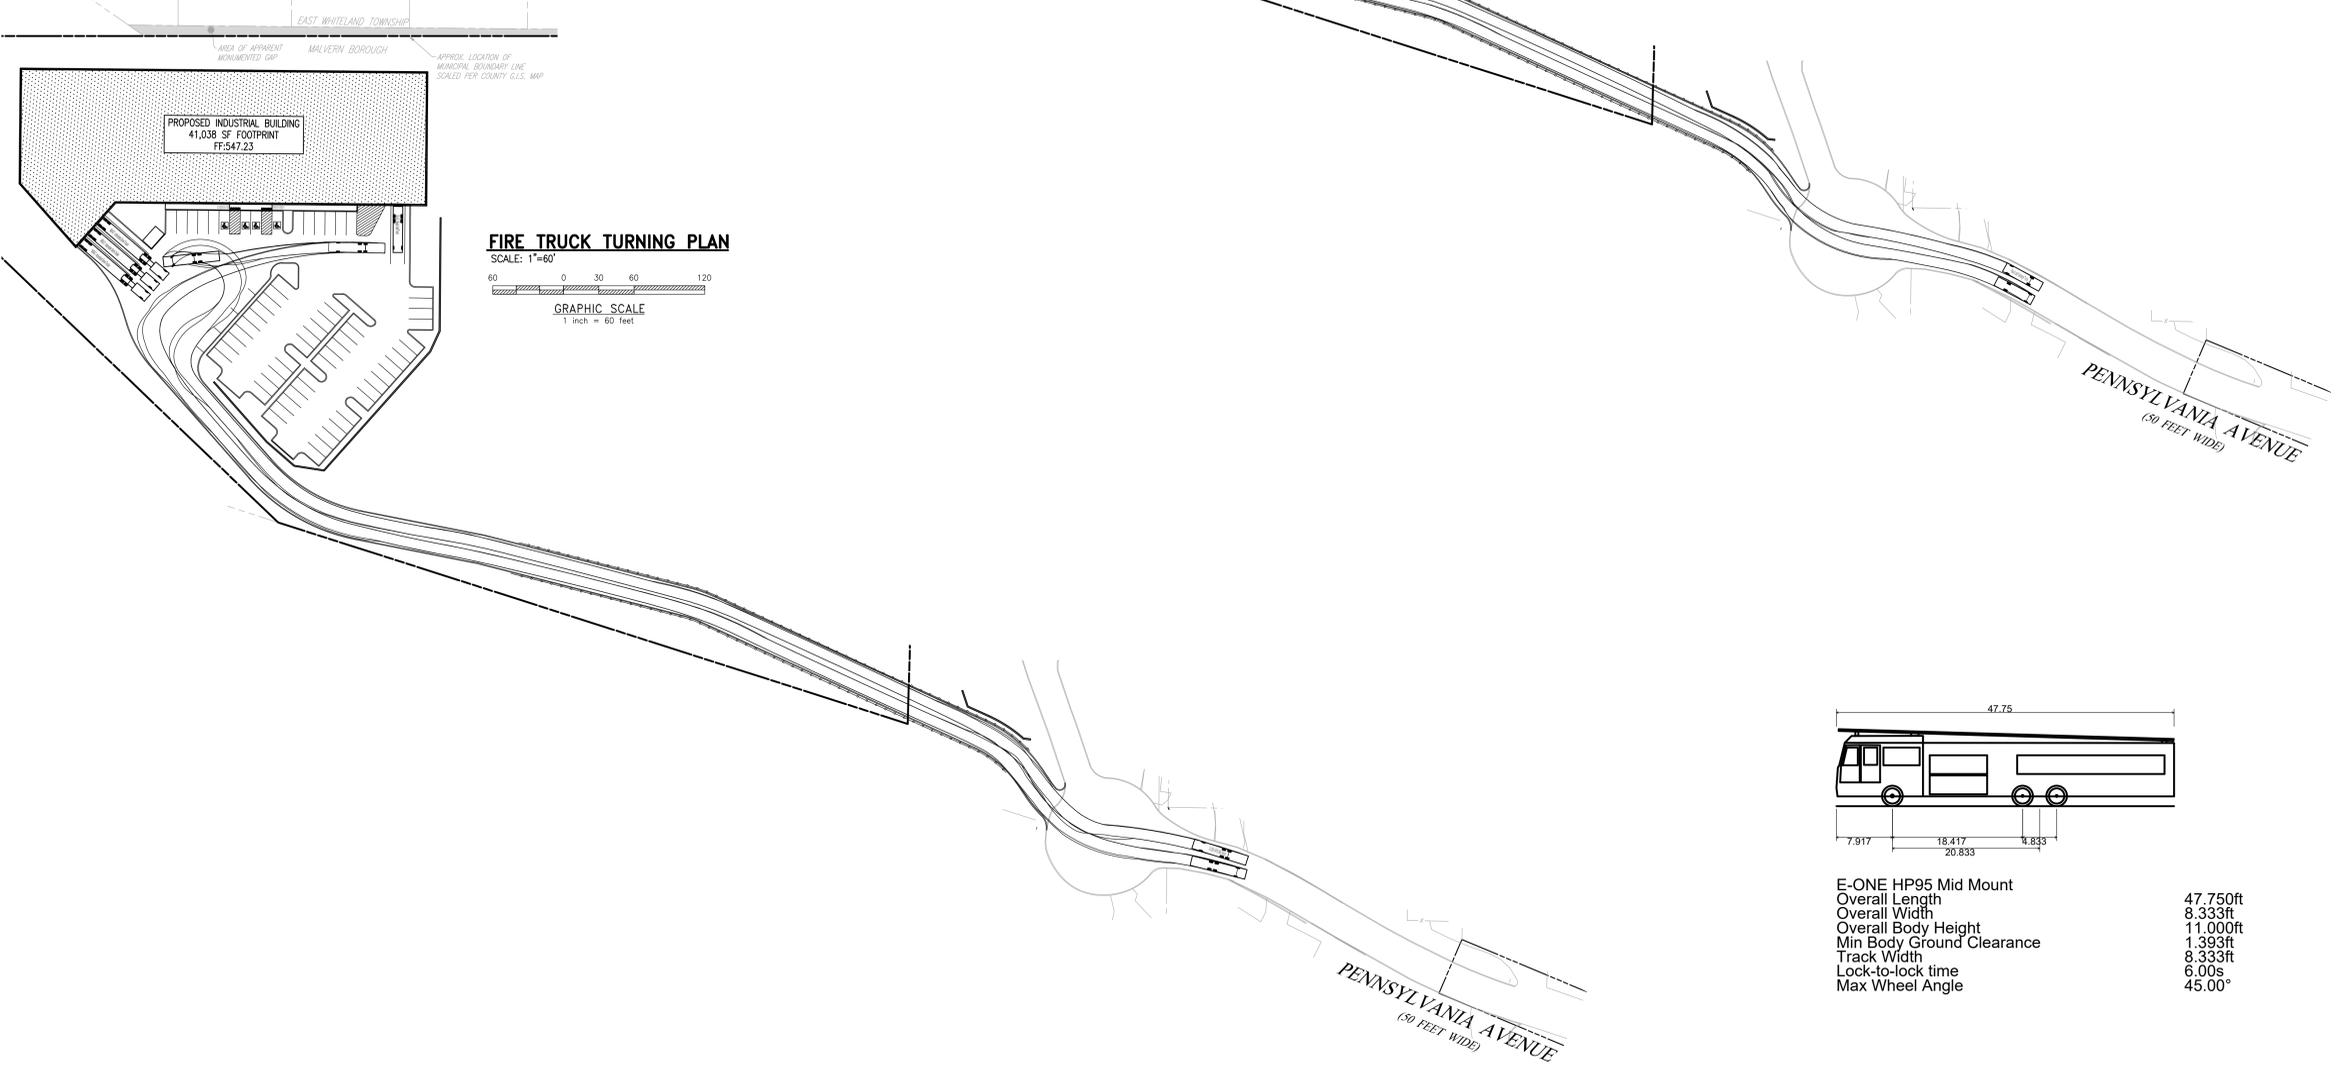 EAST WHITELAND TOWNSHIP
AREA OF APPARENT
MONUMENTED GAP
MALVERN BOROUGH
APPROX. LOCATION OF
MUNICIPAL BOUNDARY LINE
SCALED PER COUNTY G.I.S. MAP
PROPOSED INDUSTRIAL BUILDING
41,038 SF FOOTPRINT
FF:547.23
FIRE TRUCK TURNING PLAN
SCALE: 1"=60'
60 0 30 60 120
GRAPHIC SCALE
1 inch = 60 feet
PENNSYLVANIA AVENUE
(50 FEET WIDE)
PENNSYLVANIA AVENUE
(50 FEET WIDE)
47.75
7.917 18.417 4.833
20.833
E-ONE HP95 Mid Mount
Overall Length 47.750ft
Overall Width 8.333ft
Overall Body Height 11.000ft
Min Body Ground Clearance 1.393ft
Track Width 8.333ft
Lock-to-lock time 6.00s
Max Wheel Angle 45.00°